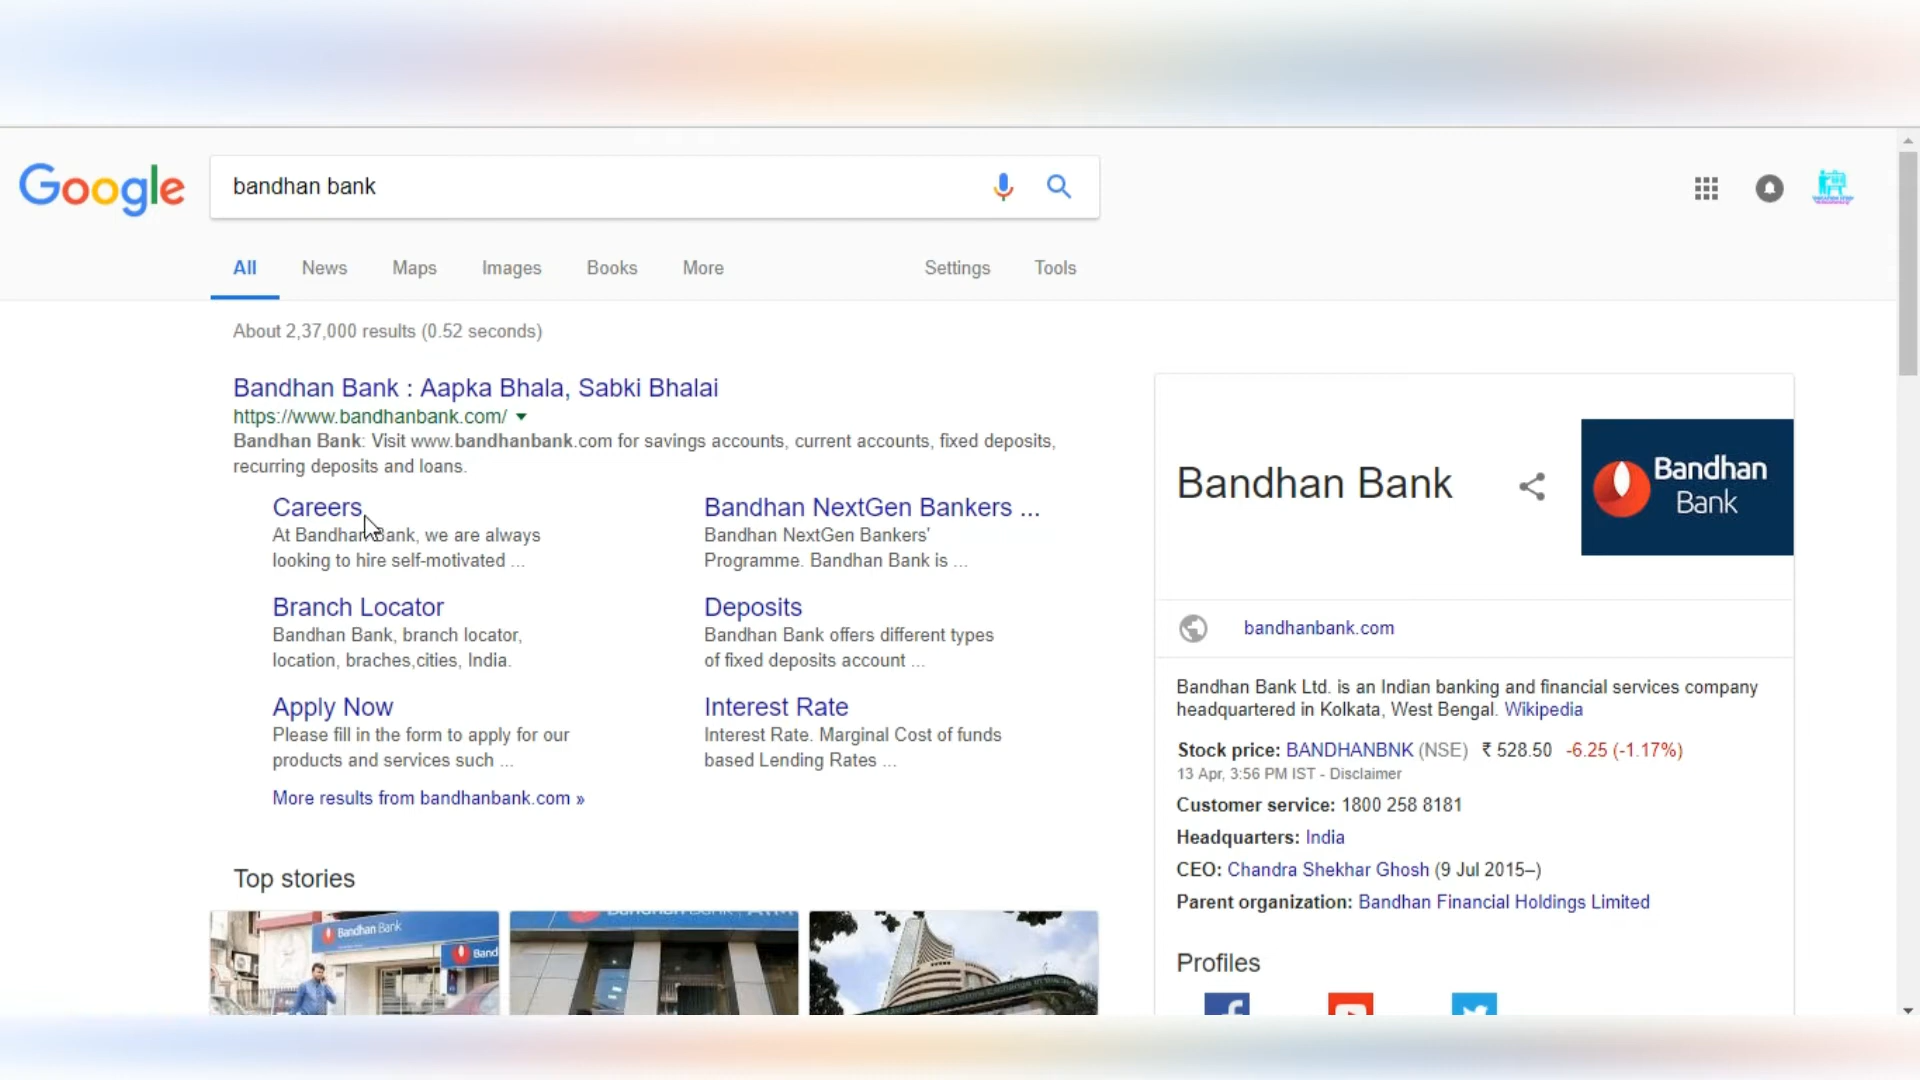 Google
bandhan bank
All
News
Maps
Images
Books
More
Settings
Tools
About 2,37,000 results (0.52 seconds)
Bandhan Bank : Aapka Bhala, Sabki Bhalai
https://www.bandhanbank.com/
Bandhan Bank: Visit www.bandhanbank.com for savings accounts, current accounts, fixed deposits,
recurring deposits and loans.
Careers
At Bandhan Bank, we are always
looking to hire self-motivated ...
Bandhan NextGen Bankers ...
Bandhan NextGen Bankers'
Programme. Bandhan Bank is ...
Branch Locator
Bandhan Bank, branch locator,
location, braches,cities, India.
Deposits
Bandhan Bank offers different types
of fixed deposits account ...
Apply Now
Please fill in the form to apply for our
products and services such ...
Interest Rate
Interest Rate. Marginal Cost of funds
based Lending Rates ...
More results from bandhanbank.com »
Top stories
Bandhan Bank
Band
Bandhan Bank
Bandhan
Bank
bandhanbank.com
Bandhan Bank Ltd. is an Indian banking and financial services company
headquartered in Kolkata, West Bengal. Wikipedia
Stock price: BANDHANBNK (NSE) ₹ 528.50 -6.25 (-1.17%)
13 Apr, 3:56 PM IST - Disclaimer
Customer service: 1800 258 8181
Headquarters: India
CEO: Chandra Shekhar Ghosh (9 Jul 2015–)
Parent organization: Bandhan Financial Holdings Limited
Profiles